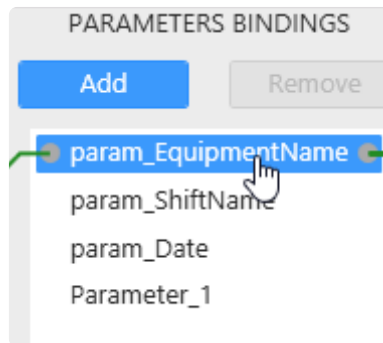 PARAMETERS BINDINGS
Add Remove
param_EquipmentName
param_ShiftName
param_Date
Parameter_1